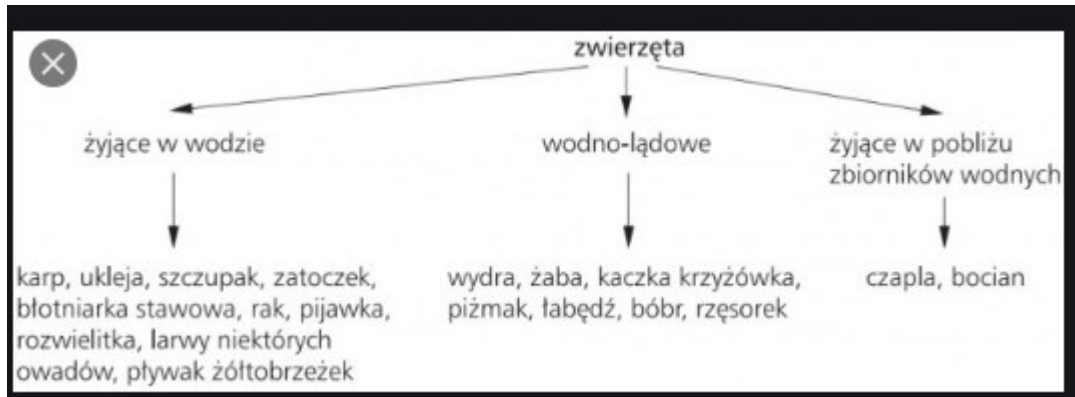 zwierzęta
żyjące w wodzie
wodno-lądowe
żyjące w pobliżu
zbiorników wodnych
karp, ukleja, szczupak, zatoczek,
błotniarka stawowa, rak, pijawka,
rozwielitka, larwy niektórych
owadów, pływak żółtobrzeżek
wydra, żaba, kaczka krzyżówka,
piżmak, łabędź, bóbr, rzęsorek
czapla, bocian